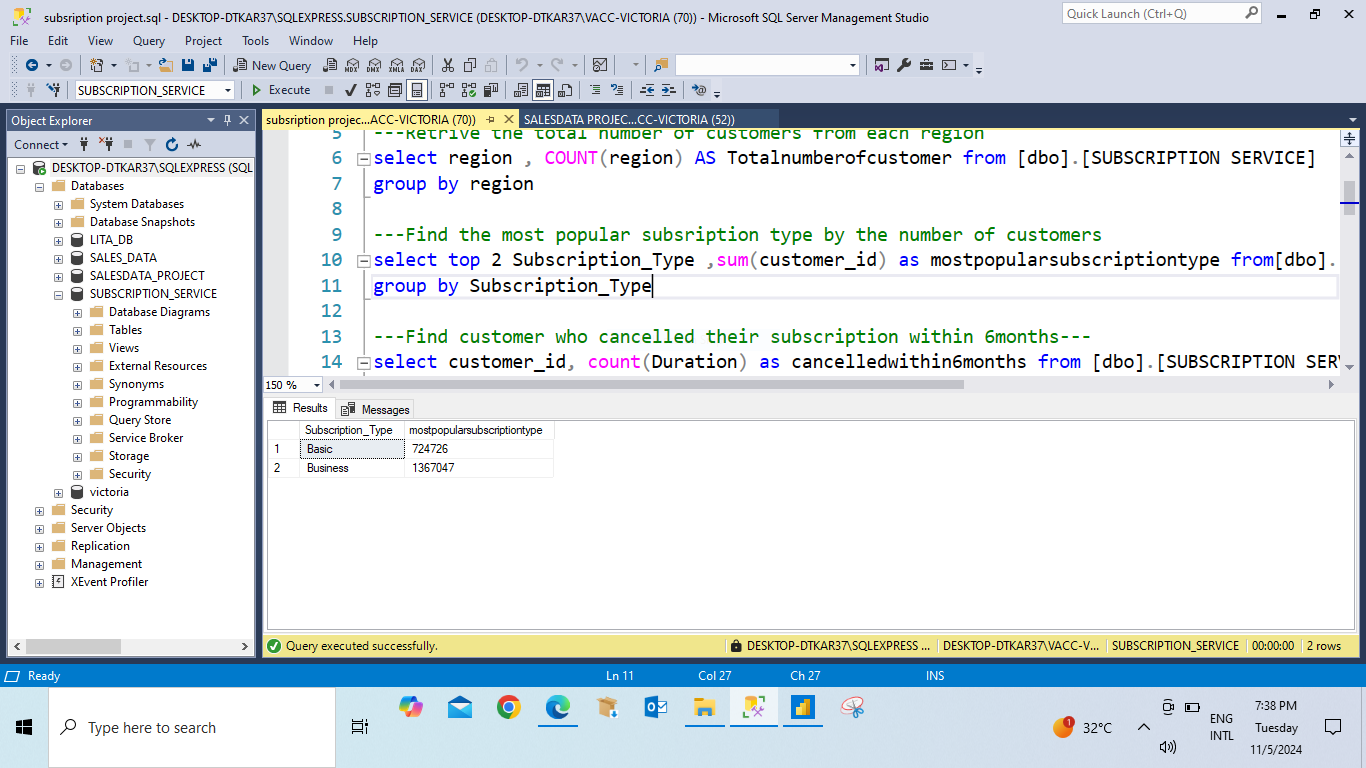 subsription project.sql - DESKTOP-DTKAR37\SQLEXPRESS.SUBSCRIPTION_SERVICE (DESKTOP-DTKAR37\VACC-VICTORIA (70)) - Microsoft SQL Server Management Studio
Quick Launch (Ctrl+Q)
File Edit View Query Project Tools Window Help
New Query MDX DMX XMLA DAX
SUBSCRIPTION_SERVICE Execute
Object Explorer
Connect
DESKTOP-DTKAR37\SQLEXPRESS (SQL
Databases
System Databases
Database Snapshots
LITA_DB
SALES_DATA
SALESDATA_PROJECT
SUBSCRIPTION_SERVICE
Database Diagrams
Tables
Views
External Resources
Synonyms
Programmability
Query Store
Service Broker
Storage
Security
victoria
Security
Server Objects
Replication
Management
XEvent Profiler
subsription projec...ACC-VICTORIA (70)) SALESDATA PROJEC...CC-VICTORIA (52))
5 ---Retrive the total number of customers from each region
6 select region , COUNT(region) AS Totalnumberofcustomer from [dbo].[SUBSCRIPTION SERVICE]
7 group by region
8
9 ---Find the most popular subsription type by the number of customers
10 select top 2 Subscription_Type ,sum(customer_id) as mostpopularsubscriptiontype from[dbo].
11 group by Subscription_Type
12
13 ---Find customer who cancelled their subscription within 6months---
14 select customer_id, count(Duration) as cancelledwithin6months from [dbo].[SUBSCRIPTION SERV
150 %
Results Messages
Subscription_Type mostpopularsubscriptiontype
1 Basic 724726
2 Business 1367047
Query executed successfully. DESKTOP-DTKAR37\SQLEXPRESS ... DESKTOP-DTKAR37\VACC-V... SUBSCRIPTION_SERVICE 00:00:00 2 rows
Ready Ln 11 Col 27 Ch 27 INS
Type here to search
1 32°C
ENG
INTL
7:38 PM
Tuesday
11/5/2024